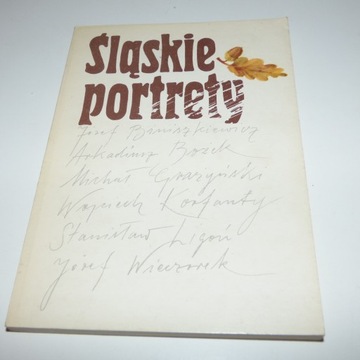 Śląskie
portrety
Józef Biniszkiewicz
Arkadiusz Bożek
Michał Grażyński
Wojciech Korfanty
Stanisław Ligoń
Józef Wieczorek